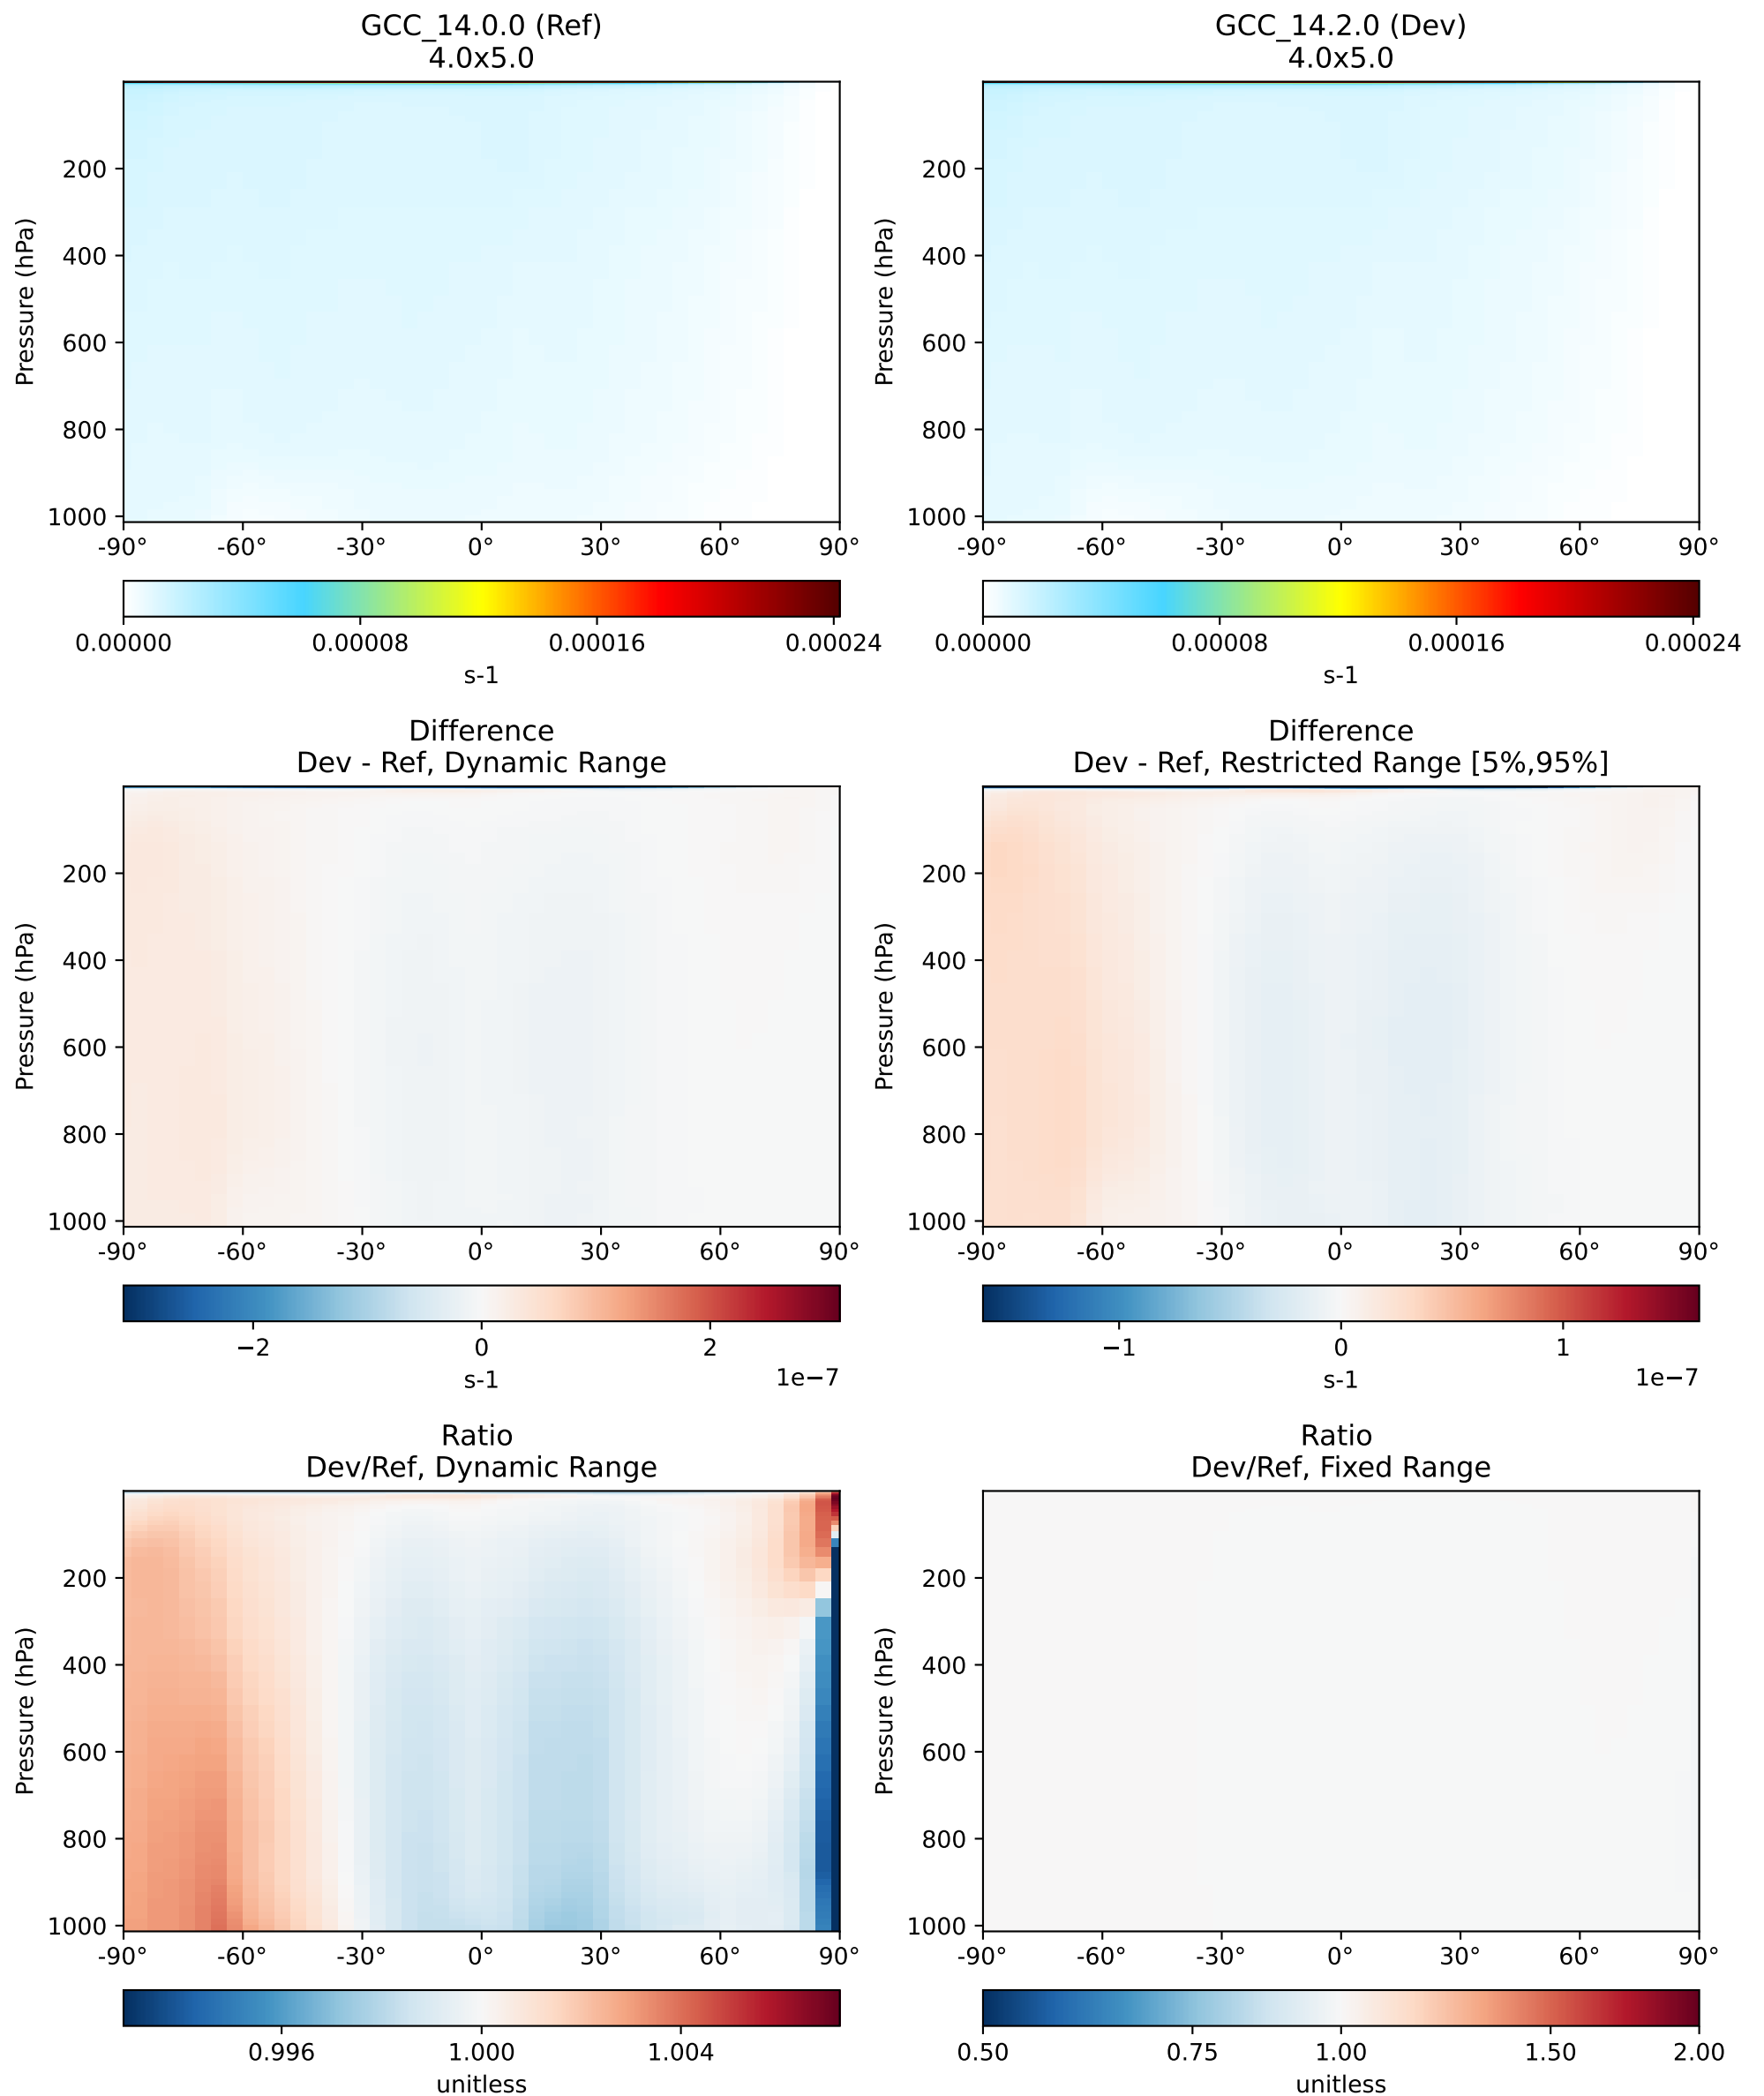 GCC_14.0.0 (Ref)
4.0x5.0
GCC_14.2.0 (Dev)
4.0x5.0
Pressure (hPa)
200
400
600
800
1000
-90° -60° -30° 0° 30° 60° 90°
Pressure (hPa)
200
400
600
800
1000
-90° -60° -30° 0° 30° 60° 90°
0.00000 0.00008 0.00016 0.00024
s-1
0.00000 0.00008 0.00016 0.00024
s-1
Difference
Dev - Ref, Dynamic Range
Difference
Dev - Ref, Restricted Range [5%,95%]
Pressure (hPa)
200
400
600
800
1000
-90° -60° -30° 0° 30° 60° 90°
Pressure (hPa)
200
400
600
800
1000
-90° -60° -30° 0° 30° 60° 90°
−2 0 2
s-1 1e−7
−1 0 1
s-1 1e−7
Ratio
Dev/Ref, Dynamic Range
Ratio
Dev/Ref, Fixed Range
Pressure (hPa)
200
400
600
800
1000
-90° -60° -30° 0° 30° 60° 90°
Pressure (hPa)
200
400
600
800
1000
-90° -60° -30° 0° 30° 60° 90°
0.996 1.000 1.004
unitless
0.50 0.75 1.00 1.50 2.00
unitless